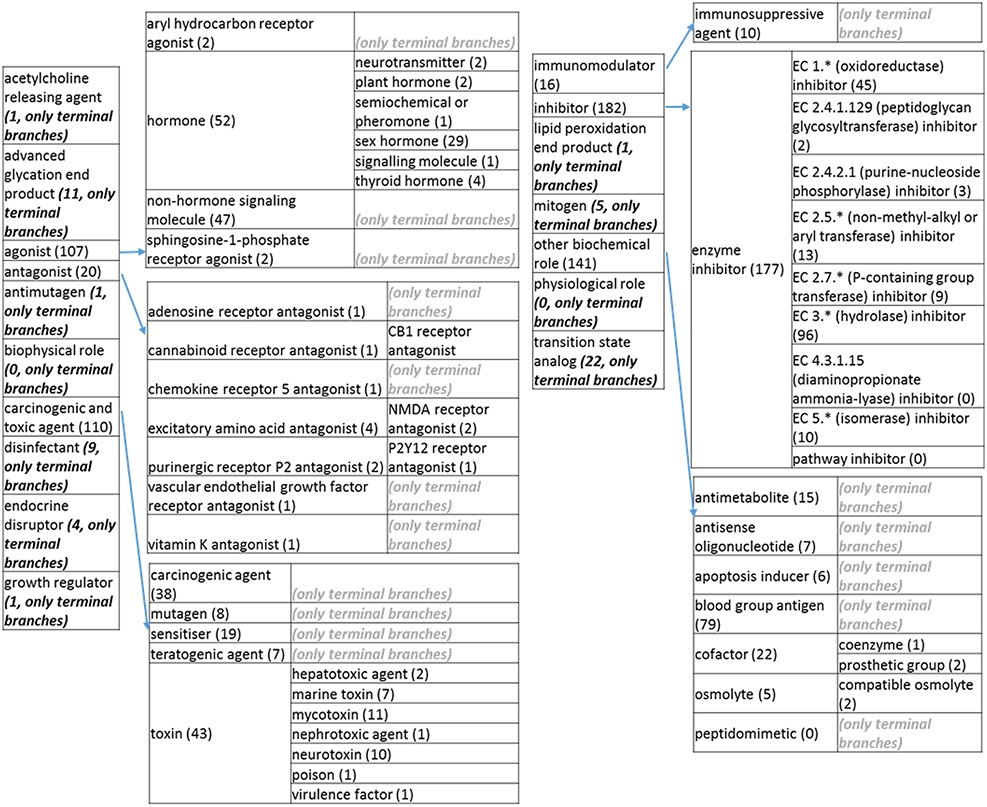 acetylcholine
releasing agent
(1, only terminal
branches)
advanced
glycation end
product (11, only
terminal
branches)
agonist (107)
antagonist (20)
antimutagen (1,
only terminal
branches)
biophysical role
(0, only terminal
branches)
carcinogenic and
toxic agent (110)
disinfectant (9,
only terminal
branches)
endocrine
disruptor (4, only
terminal
branches)
growth regulator
(1, only terminal
branches)
aryl hydrocarbon receptor
agonist (2)
(only terminal branches)
hormone (52)
neurotransmitter (2)
plant hormone (2)
semiochemical or
pheromone (1)
sex hormone (29)
signalling molecule (1)
thyroid hormone (4)
non-hormone signaling
molecule (47)
(only terminal branches)
sphingosine-1-phosphate
receptor agonist (2)
(only terminal branches)
adenosine receptor antagonist (1)
(only terminal
branches)
cannabinoid receptor antagonist (1)
CB1 receptor
antagonist
chemokine receptor 5 antagonist (1)
(only terminal
branches)
excitatory amino acid antagonist (4)
NMDA receptor
antagonist (2)
purinergic receptor P2 antagonist (2)
P2Y12 receptor
antagonist (1)
vascular endothelial growth factor
receptor antagonist (1)
(only terminal
branches)
vitamin K antagonist (1)
(only terminal
branches)
carcinogenic agent
(38)
(only terminal branches)
mutagen (8)
(only terminal branches)
sensitiser (19)
(only terminal branches)
teratogenic agent (7)
(only terminal branches)
toxin (43)
hepatotoxic agent (2)
marine toxin (7)
mycotoxin (11)
nephrotoxic agent (1)
neurotoxin (10)
poison (1)
virulence factor (1)
immunomodulator
(16)
inhibitor (182)
lipid peroxidation
end product (1,
only terminal
branches)
mitogen (5, only
terminal branches)
other biochemical
role (141)
physiological role
(0, only terminal
branches)
transition state
analog (22, only
terminal branches)
immunosuppressive
agent (10)
(only terminal
branches)
enzyme
inhibitor (177)
EC 1.* (oxidoreductase)
inhibitor (45)
EC 2.4.1.129 (peptidoglycan
glycosyltransferase) inhibitor
(2)
EC 2.4.2.1 (purine-nucleoside
phosphorylase) inhibitor (3)
EC 2.5.* (non-methyl-alkyl or
aryl transferase) inhibitor
(13)
EC 2.7.* (P-containing group
transferase) inhibitor (9)
EC 3.* (hydrolase) inhibitor
(96)
EC 4.3.1.15
(diaminopropionate
ammonia-lyase) inhibitor (0)
EC 5.* (isomerase) inhibitor
(10)
pathway inhibitor (0)
antimetabolite (15)
(only terminal
branches)
antisense
oligonucleotide (7)
(only terminal
branches)
apoptosis inducer (6)
(only terminal
branches)
blood group antigen
(79)
(only terminal
branches)
cofactor (22)
coenzyme (1)
prosthetic group (2)
osmolyte (5)
compatible osmolyte
(2)
peptidomimetic (0)
(only terminal
branches)